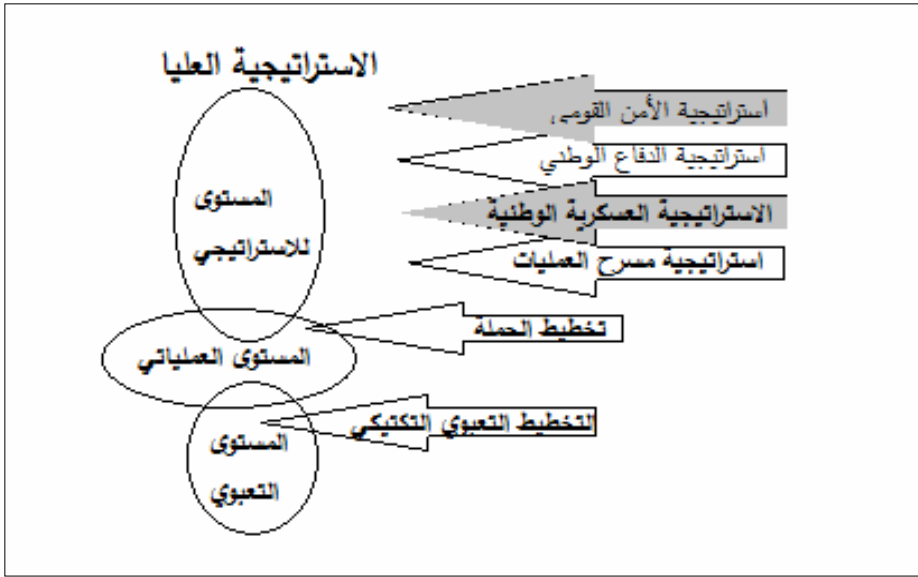 الاستراتيجية العليا
استراتيجية الأمن القومي
استراتيجية الدفاع الوطني
الاستراتيجية العسكرية الوطنية
استراتيجية مسرح العمليات
المستوى
للاستراتيجي
تخطيط الحملة
المستوى العملياتي
التخطيط التعبوي التكتيكي
المستوى
التعبوي